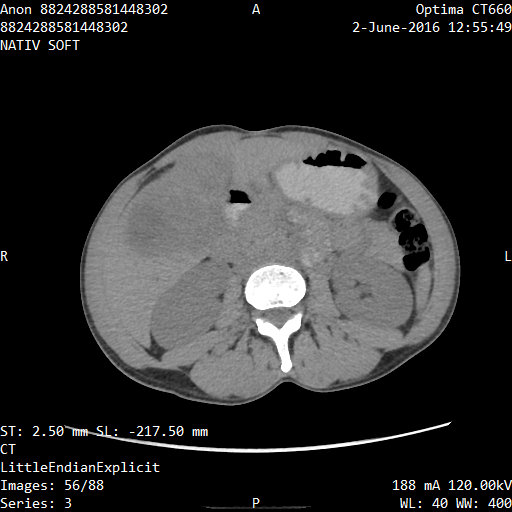 Anon 8824288581448302
A
Optima CT660
8824288581448302
2-June-2016 12:55:49
NATIV SOFT
R
L
ST: 2.50 mm SL: -217.50 mm
CT
LittleEndianExplicit
Images: 56/88
188 mA 120.00kV
Series: 3
P
WL: 40 WW: 400